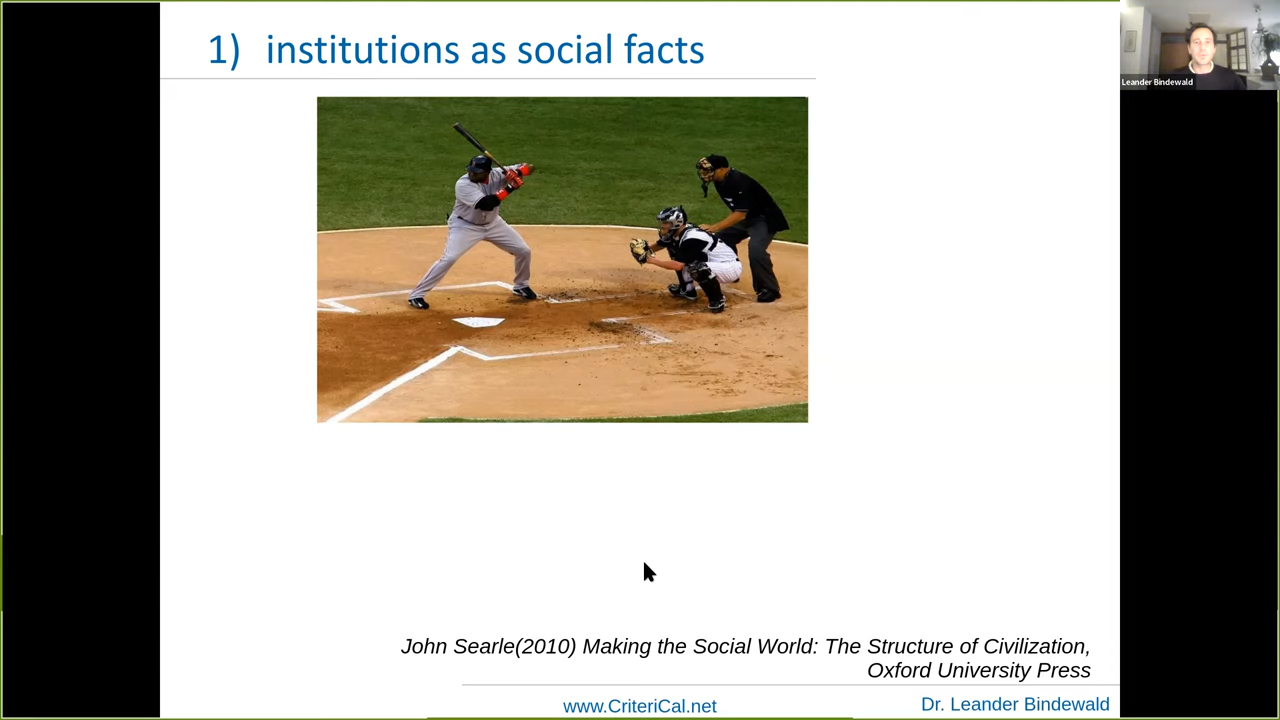 1) institutions as social facts
Leander Bindewald
John Searle(2010) Making the Social World: The Structure of Civilization,
Oxford University Press
www.CriteriCal.net
Dr. Leander Bindewald